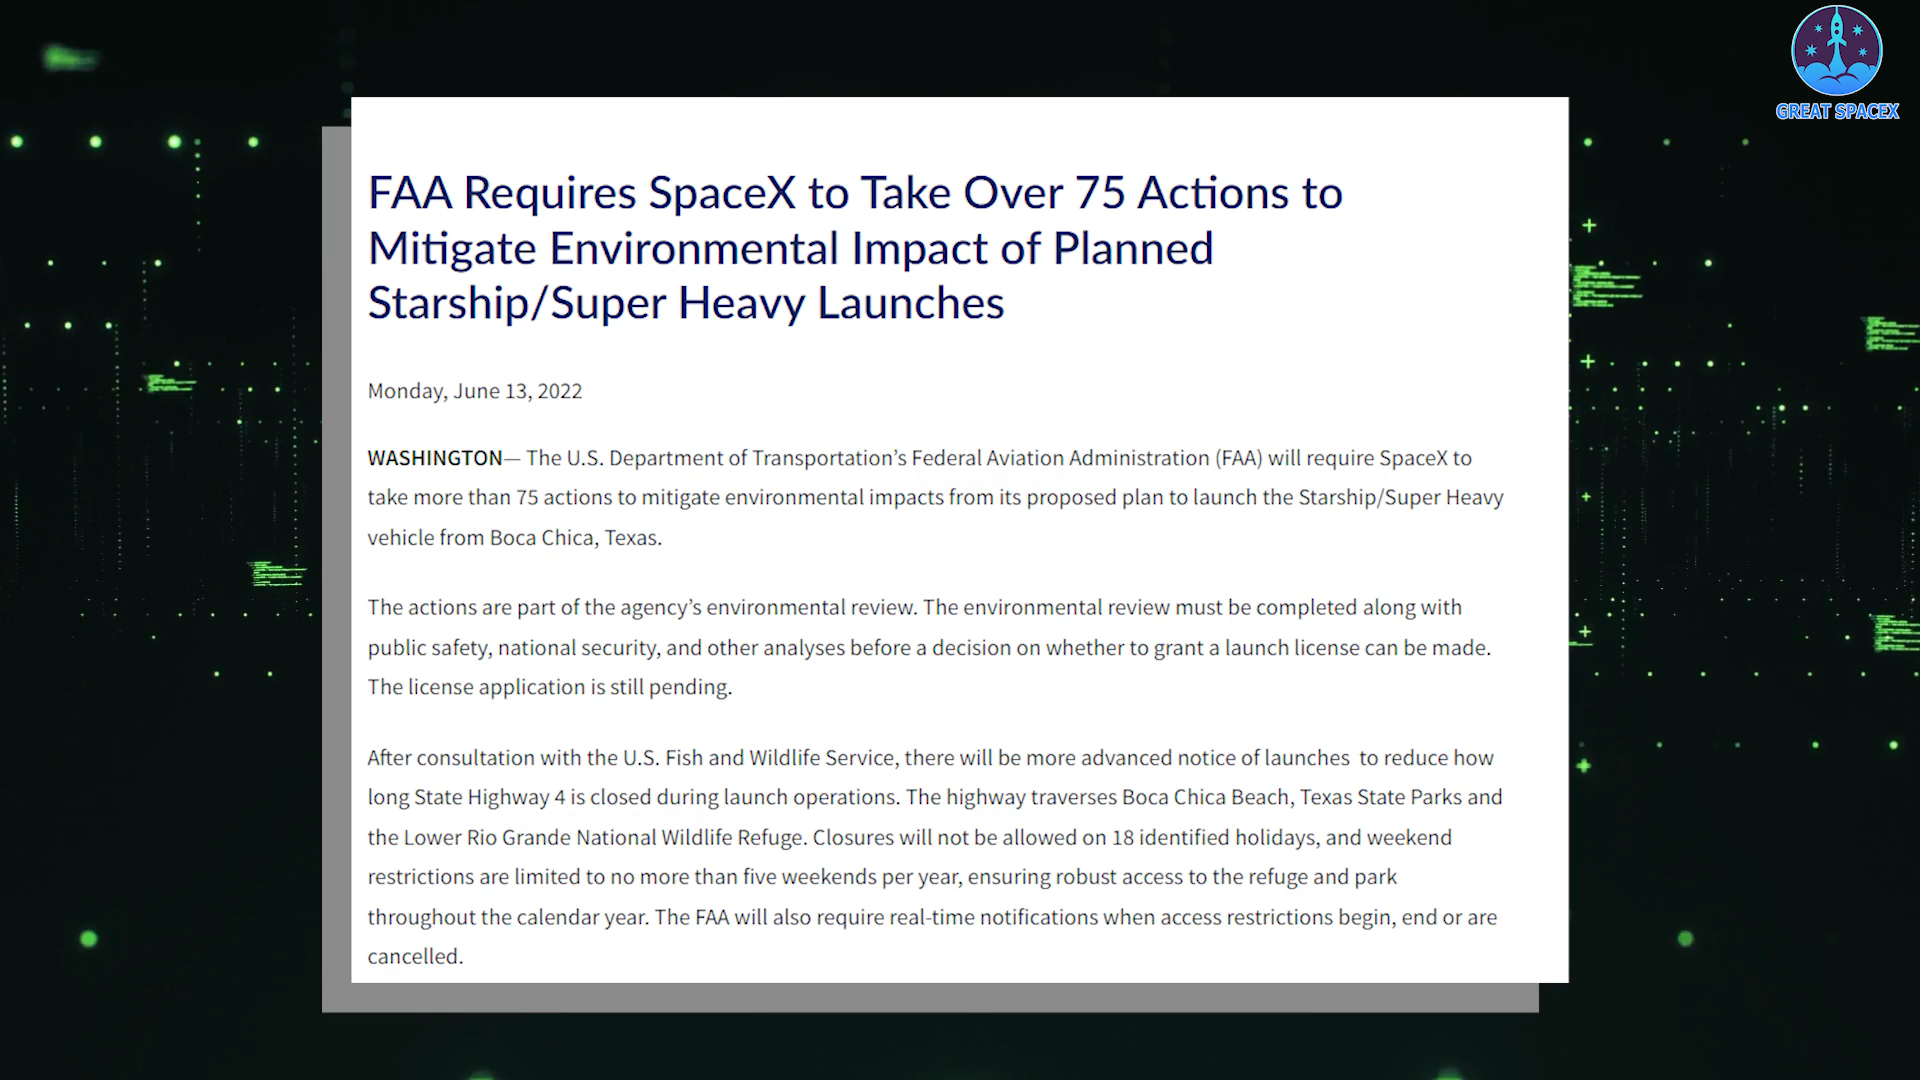 GREAT SPACEX
FAA Requires SpaceX to Take Over 75 Actions to
Mitigate Environmental Impact of Planned
Starship/Super Heavy Launches
Monday, June 13, 2022
WASHINGTON— The U.S. Department of Transportation’s Federal Aviation Administration (FAA) will require SpaceX to
take more than 75 actions to mitigate environmental impacts from its proposed plan to launch the Starship/Super Heavy
vehicle from Boca Chica, Texas.
The actions are part of the agency’s environmental review. The environmental review must be completed along with
public safety, national security, and other analyses before a decision on whether to grant a launch license can be made.
The license application is still pending.
After consultation with the U.S. Fish and Wildlife Service, there will be more advanced notice of launches  to reduce how
long State Highway 4 is closed during launch operations. The highway traverses Boca Chica Beach, Texas State Parks and
the Lower Rio Grande National Wildlife Refuge. Closures will not be allowed on 18 identified holidays, and weekend
restrictions are limited to no more than five weekends per year, ensuring robust access to the refuge and park
throughout the calendar year. The FAA will also require real-time notifications when access restrictions begin, end or are
cancelled.